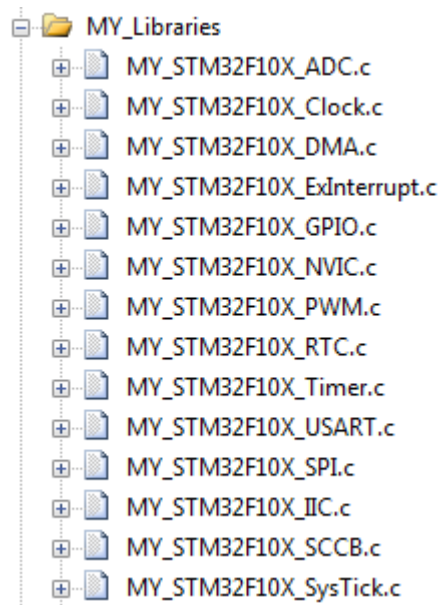 MY_Libraries
MY_STM32F10X_ADC.c
MY_STM32F10X_Clock.c
MY_STM32F10X_DMA.c
MY_STM32F10X_ExInterrupt.c
MY_STM32F10X_GPIO.c
MY_STM32F10X_NVIC.c
MY_STM32F10X_PWM.c
MY_STM32F10X_RTC.c
MY_STM32F10X_Timer.c
MY_STM32F10X_USART.c
MY_STM32F10X_SPI.c
MY_STM32F10X_IIC.c
MY_STM32F10X_SCCB.c
MY_STM32F10X_SysTick.c